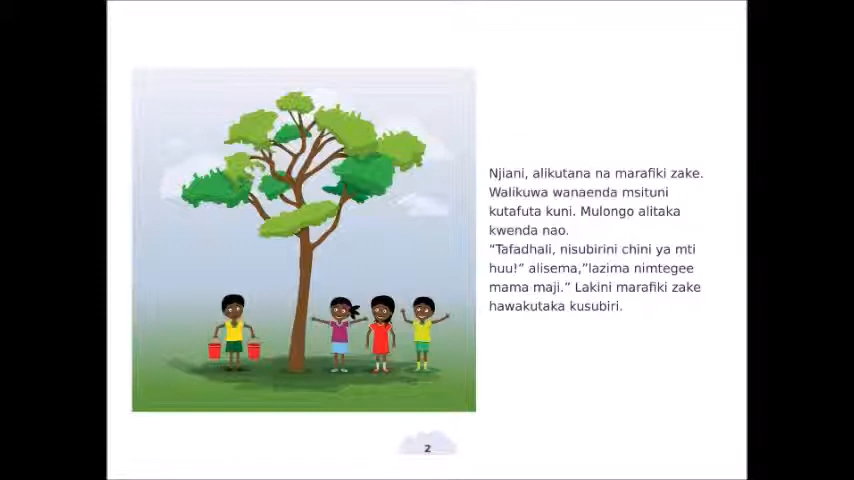 Njiani, alikutana na marafiki zake.
Walikuwa wanaenda msituni
kutafuta kuni. Mulongo alitaka
kwenda nao.
“Tafadhali, nisubirini chini ya mti
huu!” alisema,”lazima nimtegee
mama maji.” Lakini marafiki zake
hawakutaka kusubiri.
2